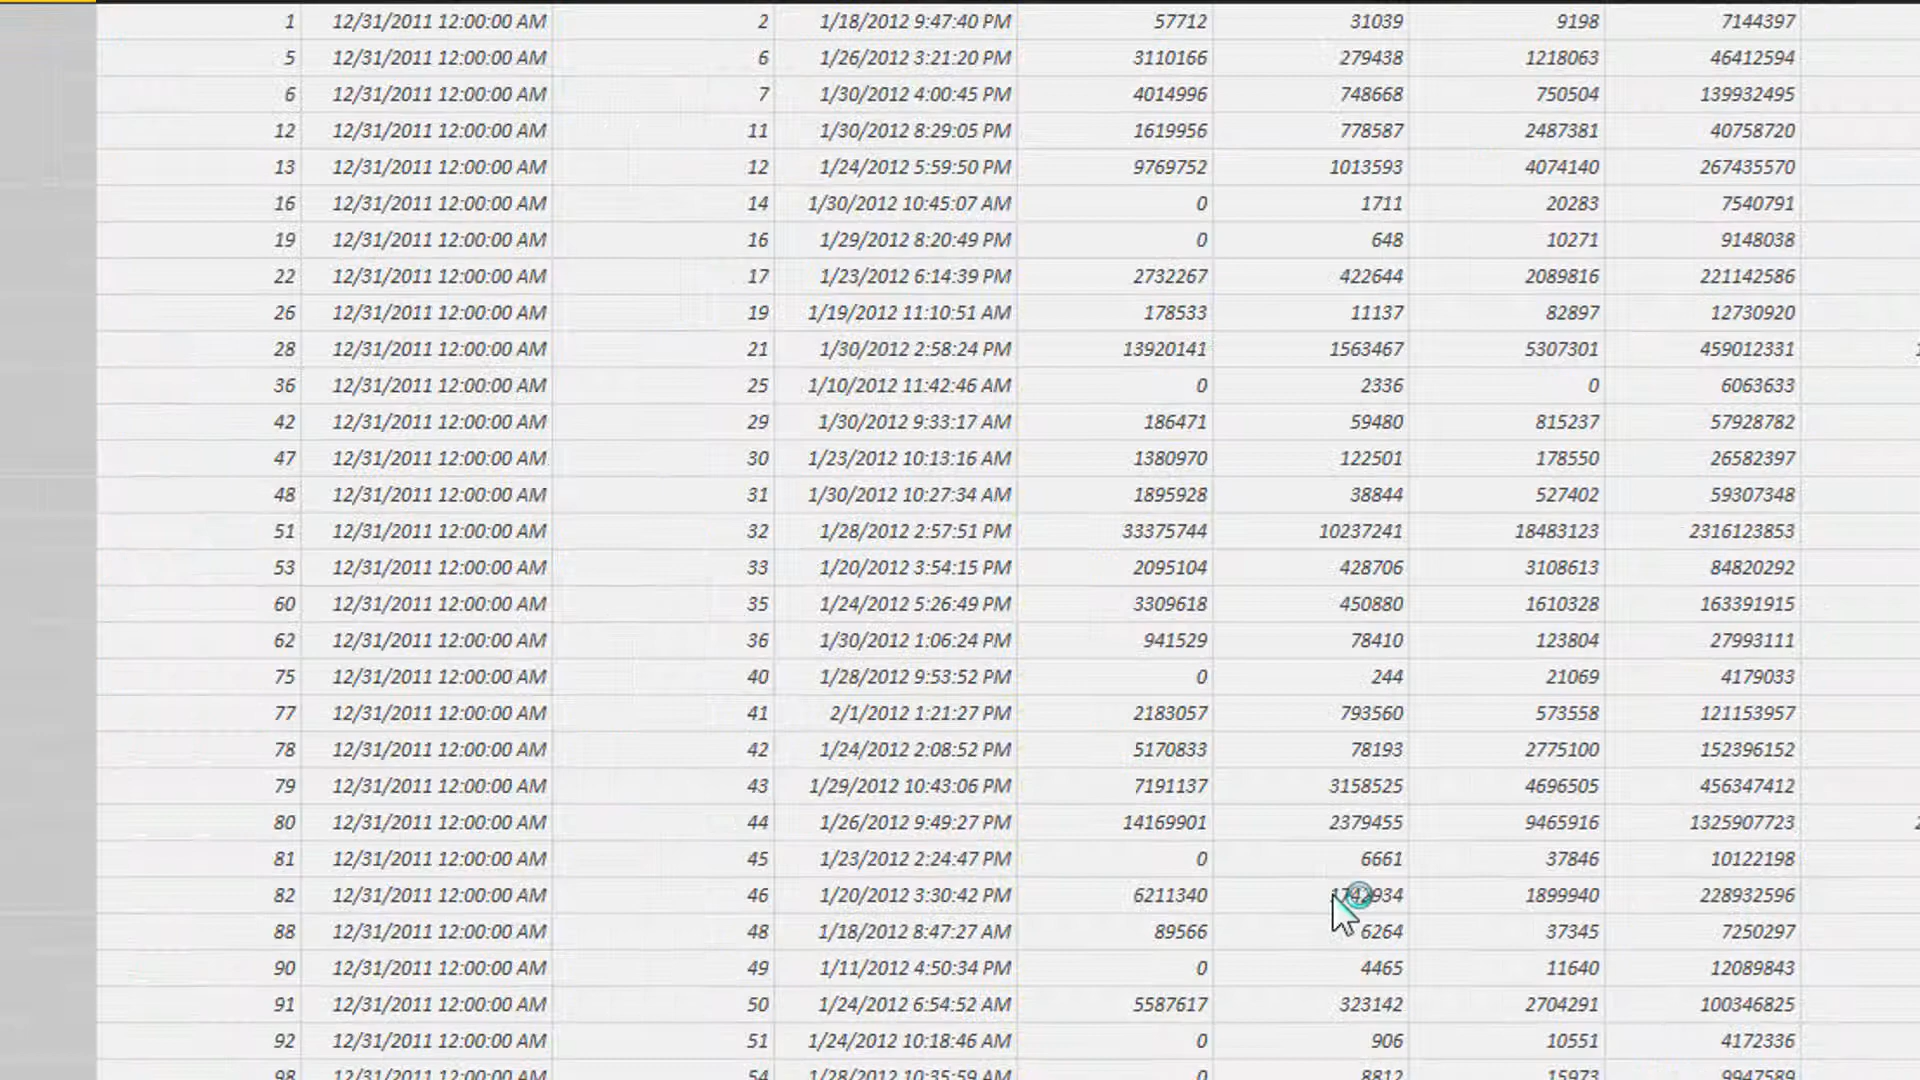 1 12/31/2011 12:00:00 AM 2 1/18/2012 9:47:40 PM 57712 31039 9198 7144397
5 12/31/2011 12:00:00 AM 6 1/26/2012 3:21:20 PM 3110166 279438 1218063 46412594
6 12/31/2011 12:00:00 AM 7 1/30/2012 4:00:45 PM 4014996 748668 750504 139932495
12 12/31/2011 12:00:00 AM 11 1/30/2012 8:29:05 PM 1619956 778587 2487381 40758720
13 12/31/2011 12:00:00 AM 12 1/24/2012 5:59:50 PM 9769752 1013593 4074140 267435570
16 12/31/2011 12:00:00 AM 14 1/30/2012 10:45:07 AM 0 1711 20283 7540791
19 12/31/2011 12:00:00 AM 16 1/29/2012 8:20:49 PM 0 648 10271 9148038
22 12/31/2011 12:00:00 AM 17 1/23/2012 6:14:39 PM 2732267 422644 2089816 221142586
26 12/31/2011 12:00:00 AM 19 1/19/2012 11:10:51 AM 178533 11137 82897 12730920
28 12/31/2011 12:00:00 AM 21 1/30/2012 2:58:24 PM 13920141 1563467 5307301 459012331
36 12/31/2011 12:00:00 AM 25 1/10/2012 11:42:46 AM 0 2336 0 6063633
42 12/31/2011 12:00:00 AM 29 1/30/2012 9:33:17 AM 186471 59480 815237 57928782
47 12/31/2011 12:00:00 AM 30 1/23/2012 10:13:16 AM 1380970 122501 178550 26582397
48 12/31/2011 12:00:00 AM 31 1/30/2012 10:27:34 AM 1895928 38844 527402 59307348
51 12/31/2011 12:00:00 AM 32 1/28/2012 2:57:51 PM 33375744 10237241 18483123 2316123853
53 12/31/2011 12:00:00 AM 33 1/20/2012 3:54:15 PM 2095104 428706 3108613 84820292
60 12/31/2011 12:00:00 AM 35 1/24/2012 5:26:49 PM 3309618 450880 1610328 163391915
62 12/31/2011 12:00:00 AM 36 1/30/2012 1:06:24 PM 941529 78410 123804 27993111
75 12/31/2011 12:00:00 AM 40 1/28/2012 9:53:52 PM 0 244 21069 4179033
77 12/31/2011 12:00:00 AM 41 2/1/2012 1:21:27 PM 2183057 793560 573558 121153957
78 12/31/2011 12:00:00 AM 42 1/24/2012 2:08:52 PM 5170833 78193 2775100 152396152
79 12/31/2011 12:00:00 AM 43 1/29/2012 10:43:06 PM 7191137 3158525 4696505 456347412
80 12/31/2011 12:00:00 AM 44 1/26/2012 9:49:27 PM 14169901 2379455 9465916 1325907723
81 12/31/2011 12:00:00 AM 45 1/23/2012 2:24:47 PM 0 6661 37846 10122198
82 12/31/2011 12:00:00 AM 46 1/20/2012 3:30:42 PM 6211340 1899940 228932596
88 12/31/2011 12:00:00 AM 48 1/18/2012 8:47:27 AM 89566 6264 37345 7250297
90 12/31/2011 12:00:00 AM 49 1/11/2012 4:50:34 PM 0 4465 11640 12089843
91 12/31/2011 12:00:00 AM 50 1/24/2012 6:54:52 AM 5587617 323142 2704291 100346825
92 12/31/2011 12:00:00 AM 51 1/24/2012 10:18:46 AM 0 906 10551 4172336
98 12/31/2011 12:00:00 AM 54 1/28/2012 10:35:59 AM 0 8812 15973 9947589